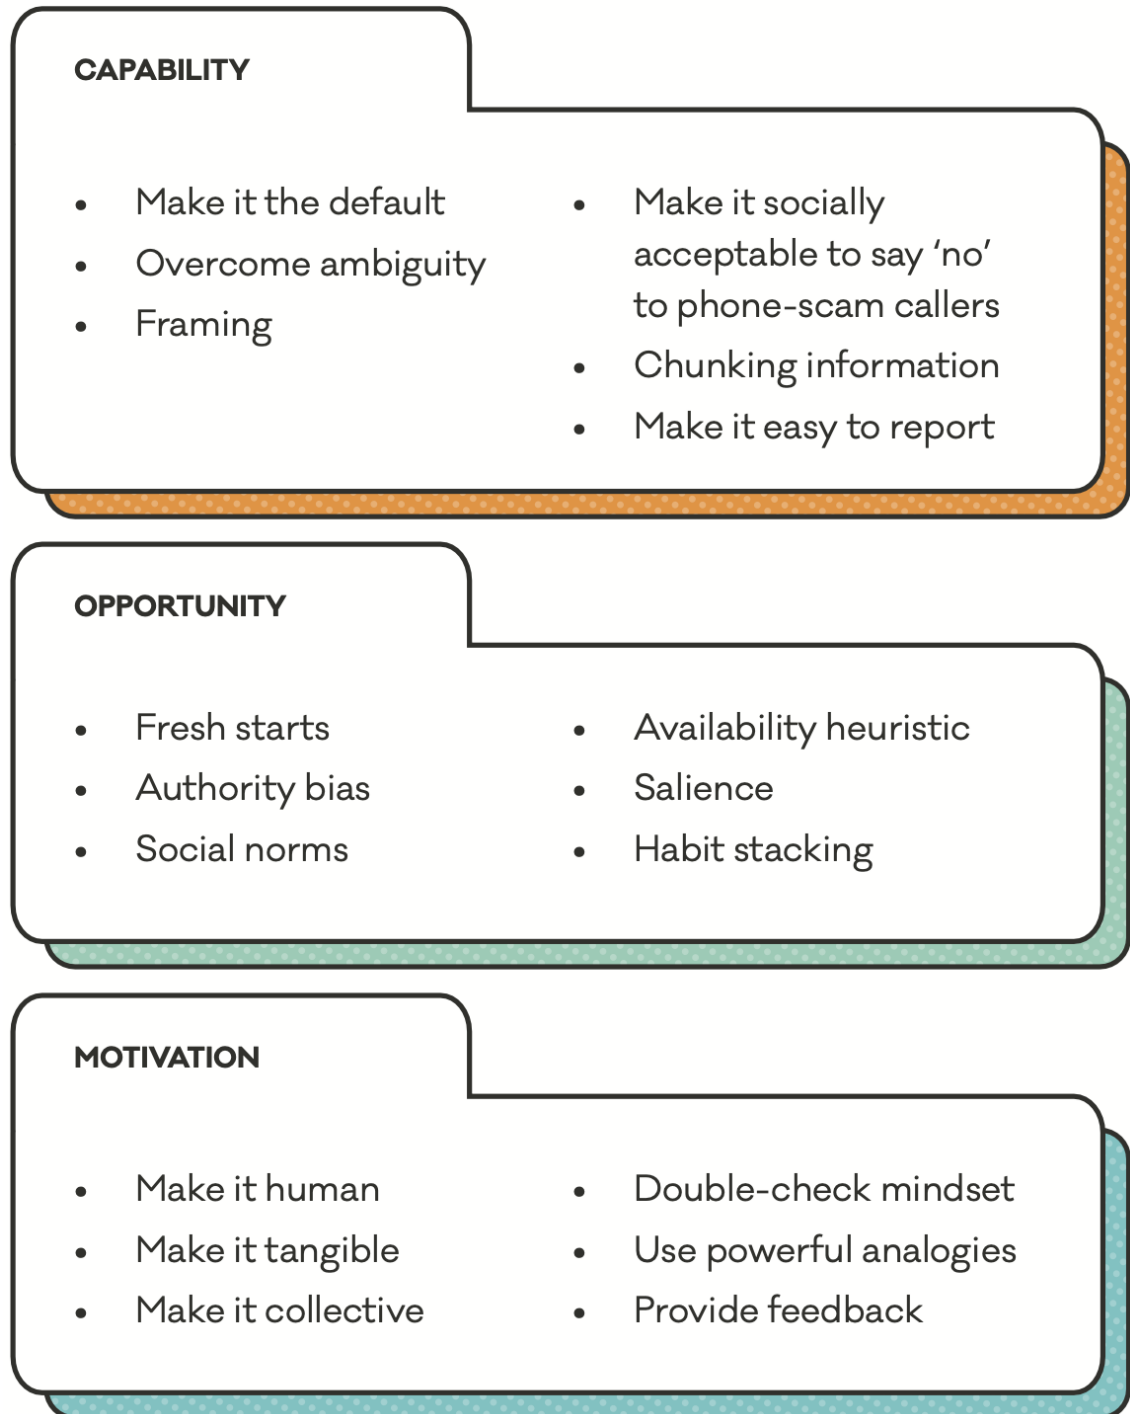 CAPABILITY
• Make it the default
• Overcome ambiguity
• Framing
• Make it socially
acceptable to say ‘no’
to phone-scam callers
• Chunking information
• Make it easy to report
OPPORTUNITY
• Fresh starts
• Authority bias
• Social norms
• Availability heuristic
• Salience
• Habit stacking
MOTIVATION
• Make it human
• Make it tangible
• Make it collective
• Double-check mindset
• Use powerful analogies
• Provide feedback